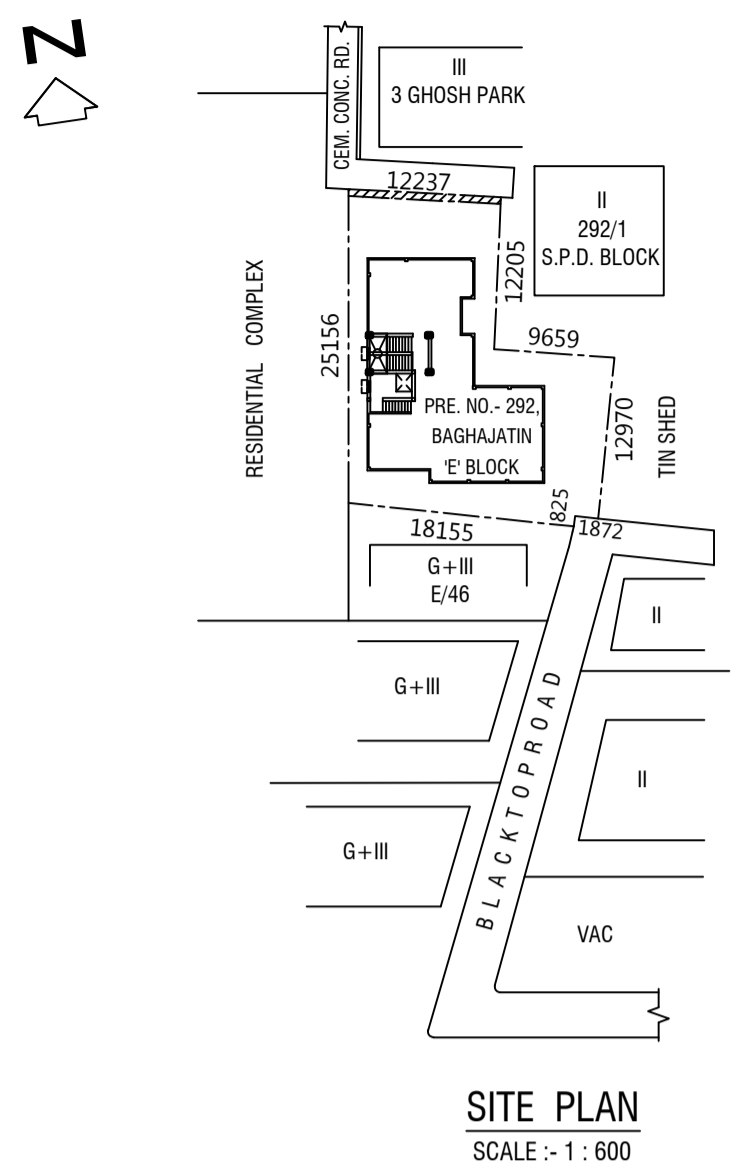 N
CEM. CONC. RD.
III
3 GHOSH PARK
12237
II
292/1
S.P.D. BLOCK
12205
RESIDENTIAL COMPLEX
25156
9659
PRE. NO.- 292,
BAGHAJATIN
'E' BLOCK
12970
TIN SHED
825
18155
1872
G+III
E/46
II
G+III
BLACKTOPROAD
II
G+III
VAC
SITE PLAN
SCALE :- 1 : 600